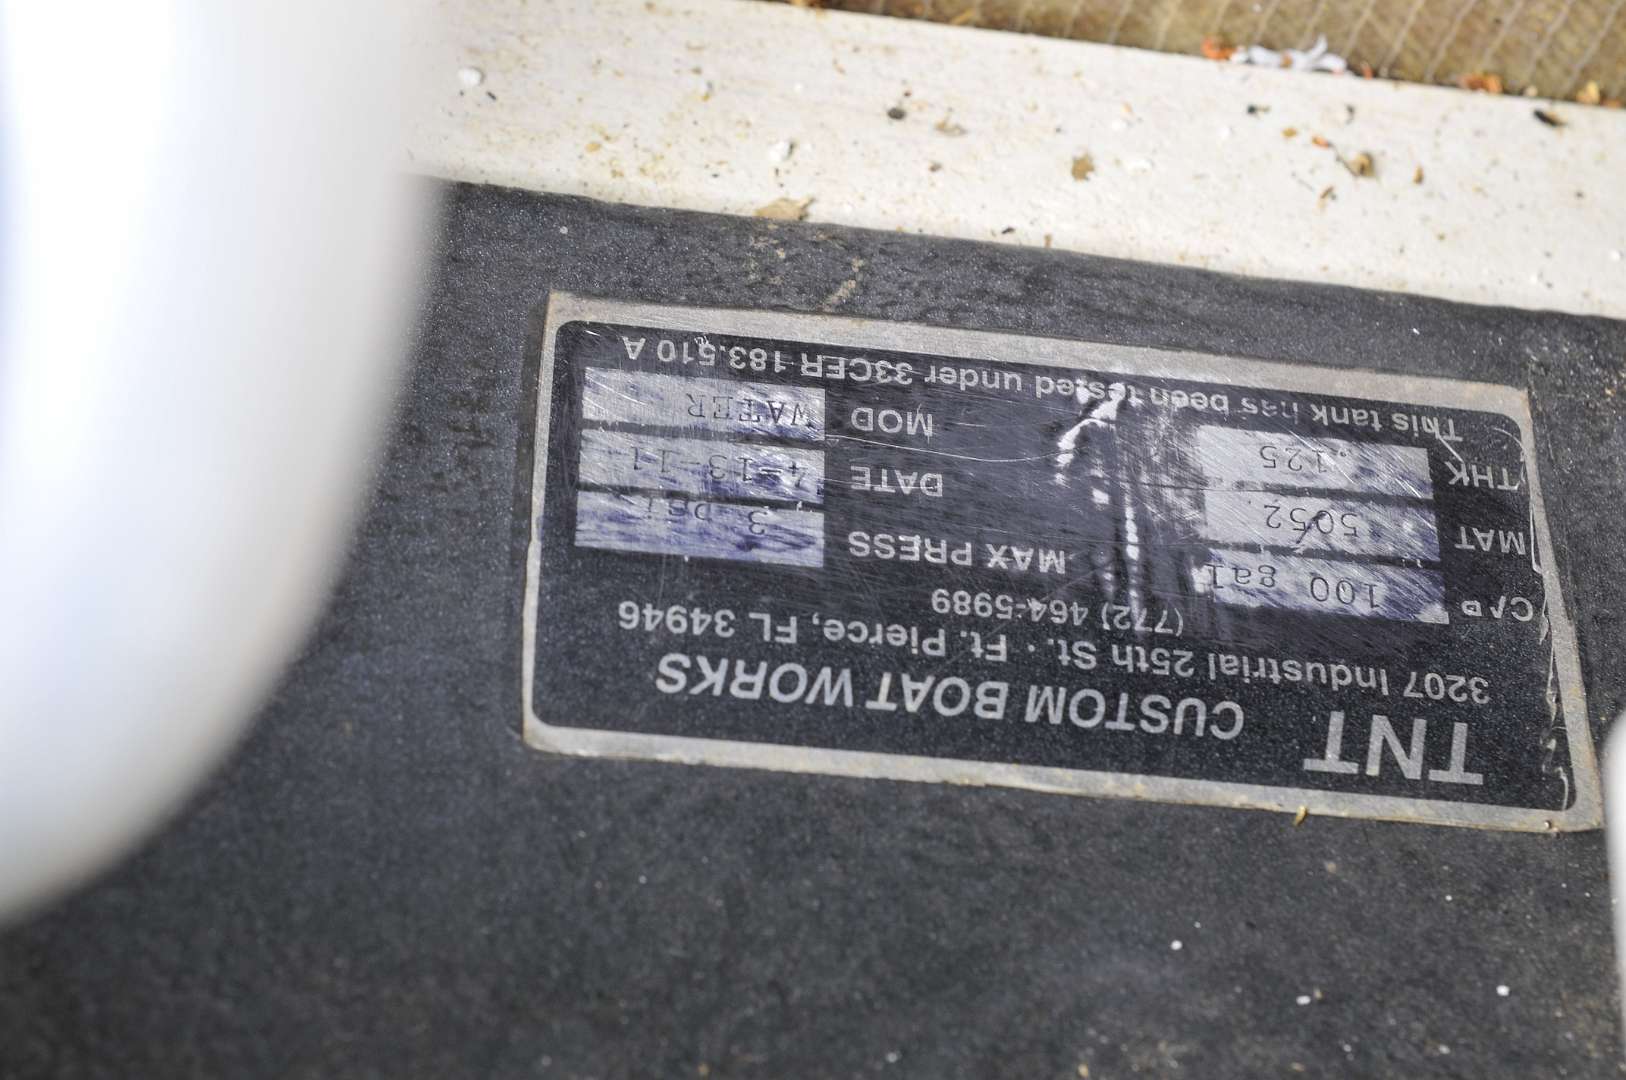 TNT CUSTOM BOAT WORKS
3207 Industrial 25th St. · Ft. Pierce, FL 34946
(772) 464-5989
CAP 100 gal MAX PRESS 3 psi
MAT 5052 DATE 4-13-11
THK .125 MOD WATER
This tank has been tested under 33CER 183.510 A